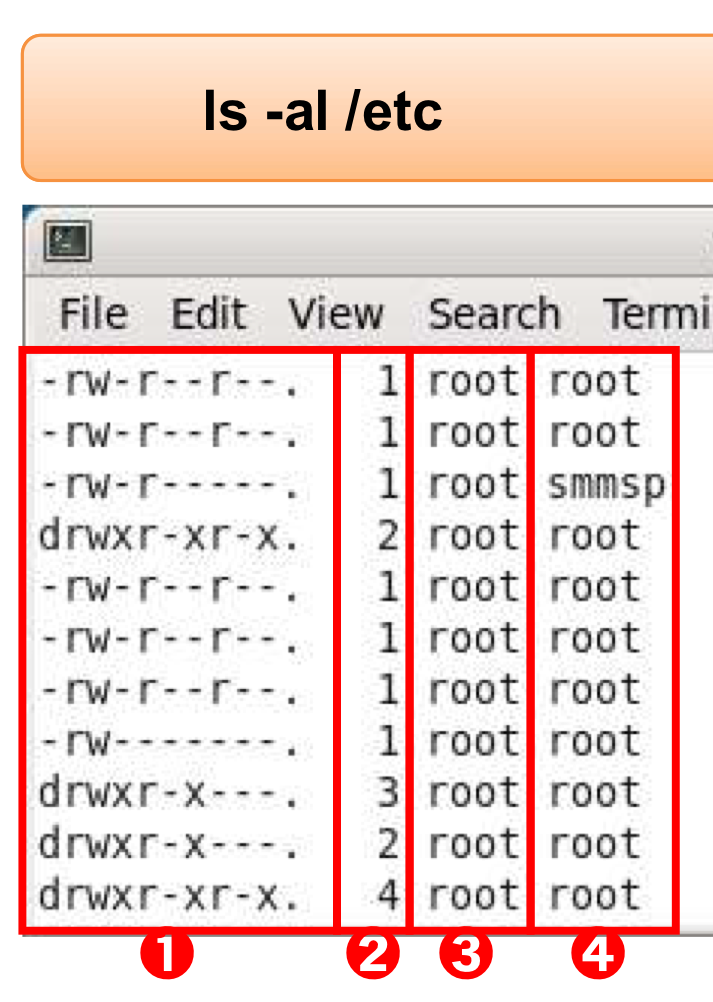 ls -al /etc
File Edit View Search Termi
-rw-r--r--. 1 root root
-rw-r--r--. 1 root root
-rw-r-----. 1 root smmsp
drwxr-xr-x. 2 root root
-rw-r--r--. 1 root root
-rw-r--r--. 1 root root
-rw-r--r--. 1 root root
-rw-------. 1 root root
drwxr-x---. 3 root root
drwxr-x---. 2 root root
drwxr-xr-x. 4 root root
❶ ❷ ❸ ❹